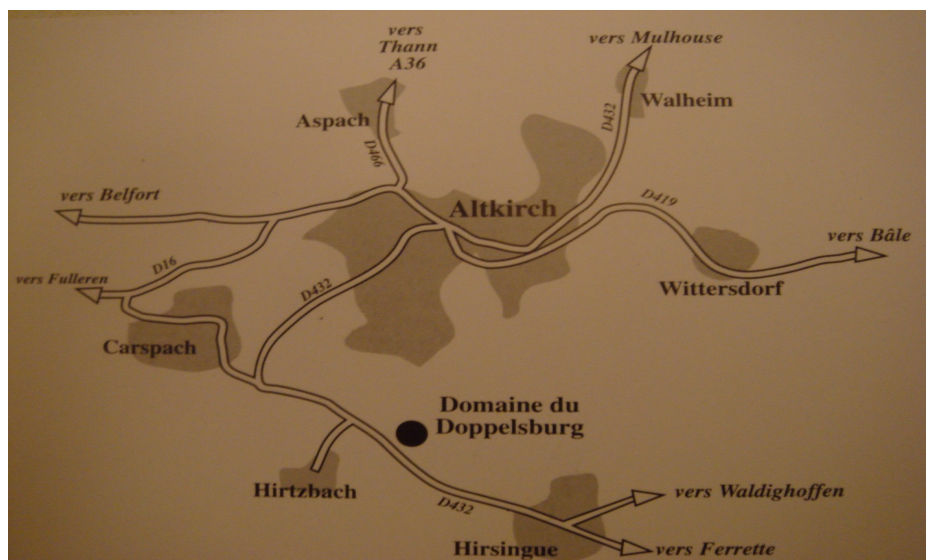 vers
Thann
A36
vers Mulhouse
Walheim
Aspach
D432
D466
vers Belfort
Altkirch
D419
vers Bâle
D16
vers Fulleren
D432
Wittersdorf
Carspach
Domaine du
Doppelsburg
Hirtzbach
D432
vers Waldighoffen
Hirsingue
vers Ferrette